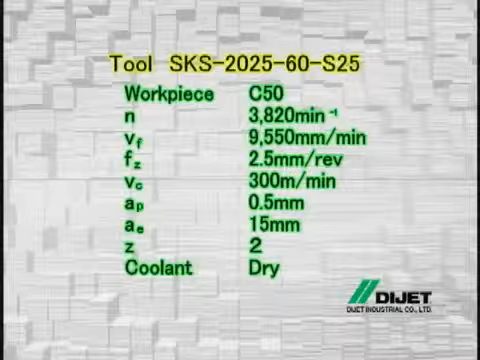 Tool SKS-2025-60-S25
Workpiece C50
n 3,820min⁻¹
Vf 9,550mm/min
fz 2.5mm/rev
Vc 300m/min
ap 0.5mm
ae 15mm
z 2
Coolant Dry
DIJET
DIJET INDUSTRIAL CO., LTD.